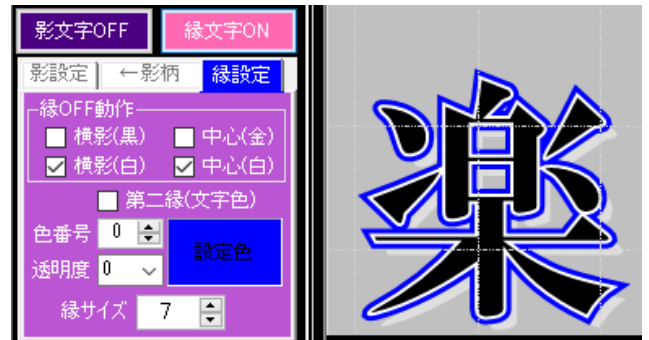 影文字OFF 縁文字ON
影設定 ←影柄 縁設定
縁OFF動作
横影(黒) 中心(金)
横影(白) 中心(白)
第二縁(文字色)
色番号 0
設定色
透明度 0
縁サイズ 7
楽